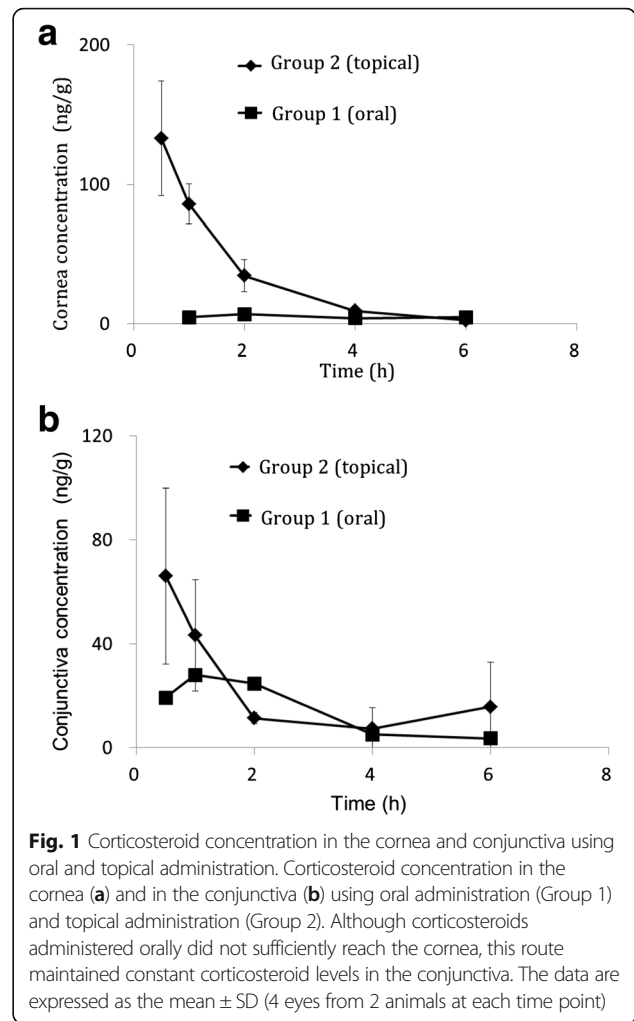 a
200
100
0
Cornea concentration (ng/g)
Group 2 (topical)
Group 1 (oral)
0 2 4 6 8
Time (h)
b
120
80
40
0
Conjunctiva concentration (ng/g)
Group 2 (topical)
Group 1 (oral)
0 2 4 6 8
Time (h)
Fig. 1 Corticosteroid concentration in the cornea and conjunctiva using
oral and topical administration. Corticosteroid concentration in the
cornea (a) and in the conjunctiva (b) using oral administration (Group 1)
and topical administration (Group 2). Although corticosteroids
administered orally did not sufficiently reach the cornea, this route
maintained constant corticosteroid levels in the conjunctiva. The data are
expressed as the mean ± SD (4 eyes from 2 animals at each time point)